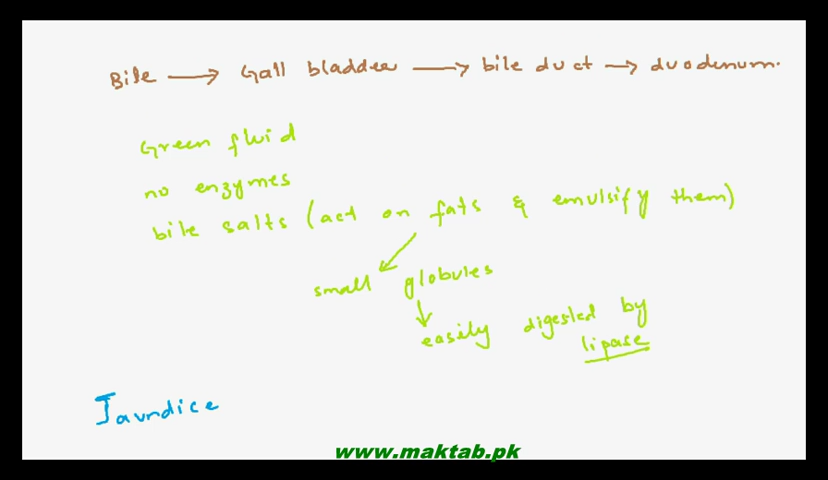 Bile → Gall bladder → bile duct → duodenum.
Green fluid
no enzymes
bile salts (act on fats & emulsify them)
small globules
easily digested by
lipase
Jaundice
www.maktab.pk